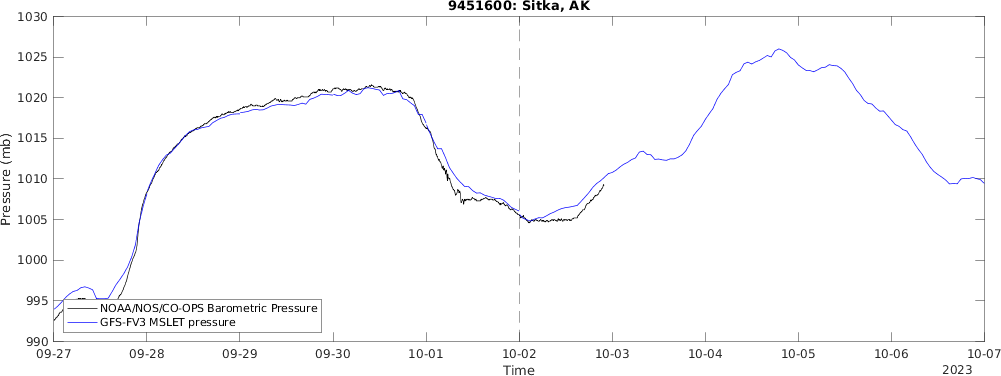 9451600: Sitka, AK
1030
1025
1020
1015
1010
1005
1000
995
990
Pressure (mb)
NOAA/NOS/CO-OPS Barometric Pressure
GFS-FV3 MSLET pressure
09-27 09-28 09-29 09-30 10-01 10-02 10-03 10-04 10-05 10-06 10-07
Time
2023